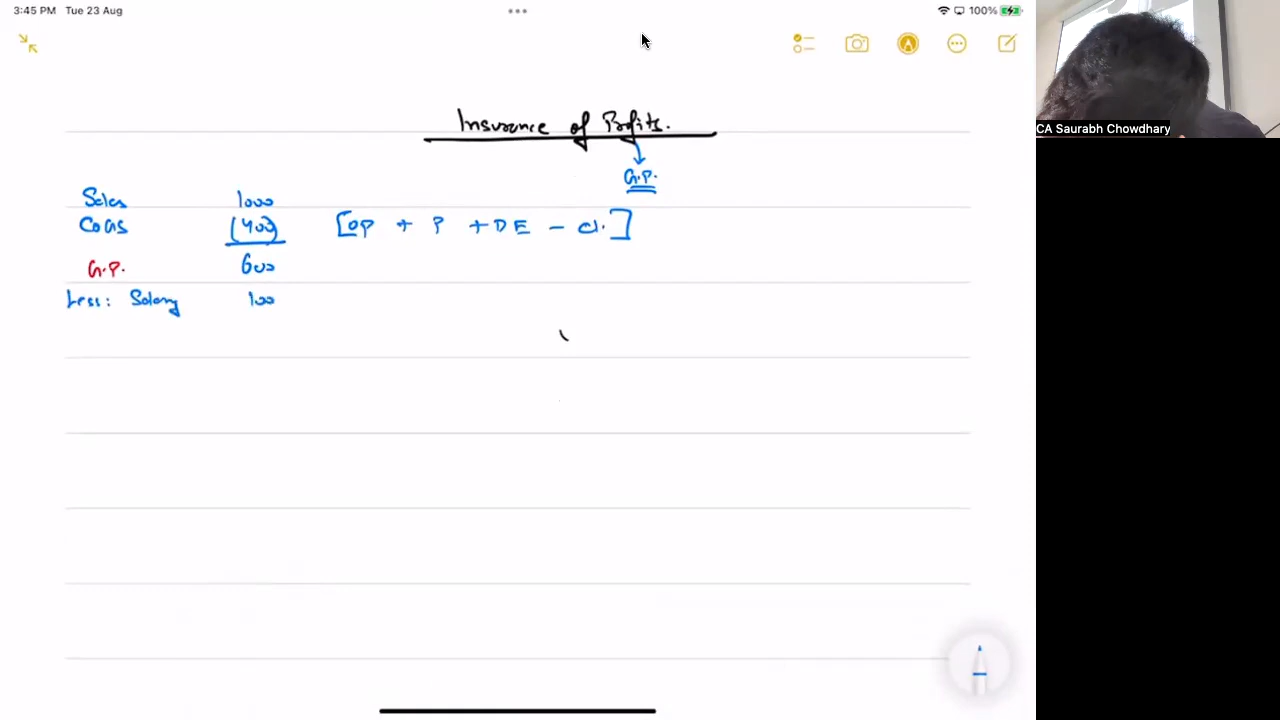 3:45 PM Tue 23 Aug
100%
CA Saurabh Chowdhary
Insurance of Profits.
G.P.
Sales 1000
COGS (400) [OP + P + DE - Cl.]
G.P. 600
Less: Salary 100